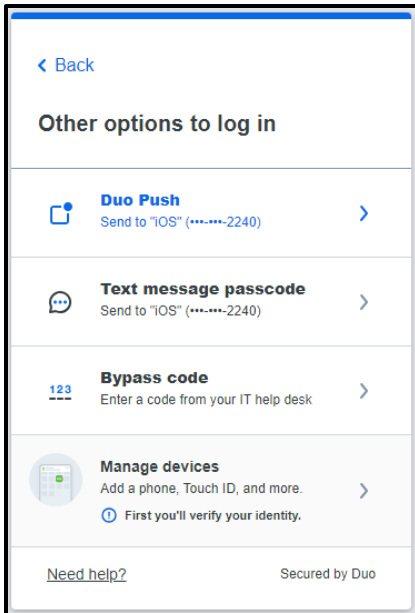 Back
Other options to log in
Duo Push
Send to "iOS" (•••-•••-2240)
Text message passcode
Send to "iOS" (•••-•••-2240)
123
Bypass code
Enter a code from your IT help desk
Manage devices
Add a phone, Touch ID, and more.
First you'll verify your identity.
Need help? Secured by Duo